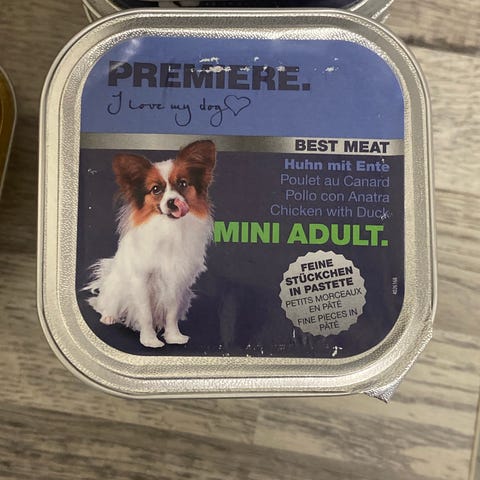 PREMIERE.
I love my dog
BEST MEAT
Huhn mit Ente
Poulet au Canard
Pollo con Anatra
Chicken with Duck
MINI ADULT.
FEINE
STÜCKCHEN
IN PASTETE
PETITS MORCEAUX
EN PÂTÉ
FINE PIECES IN
PÂTÉ